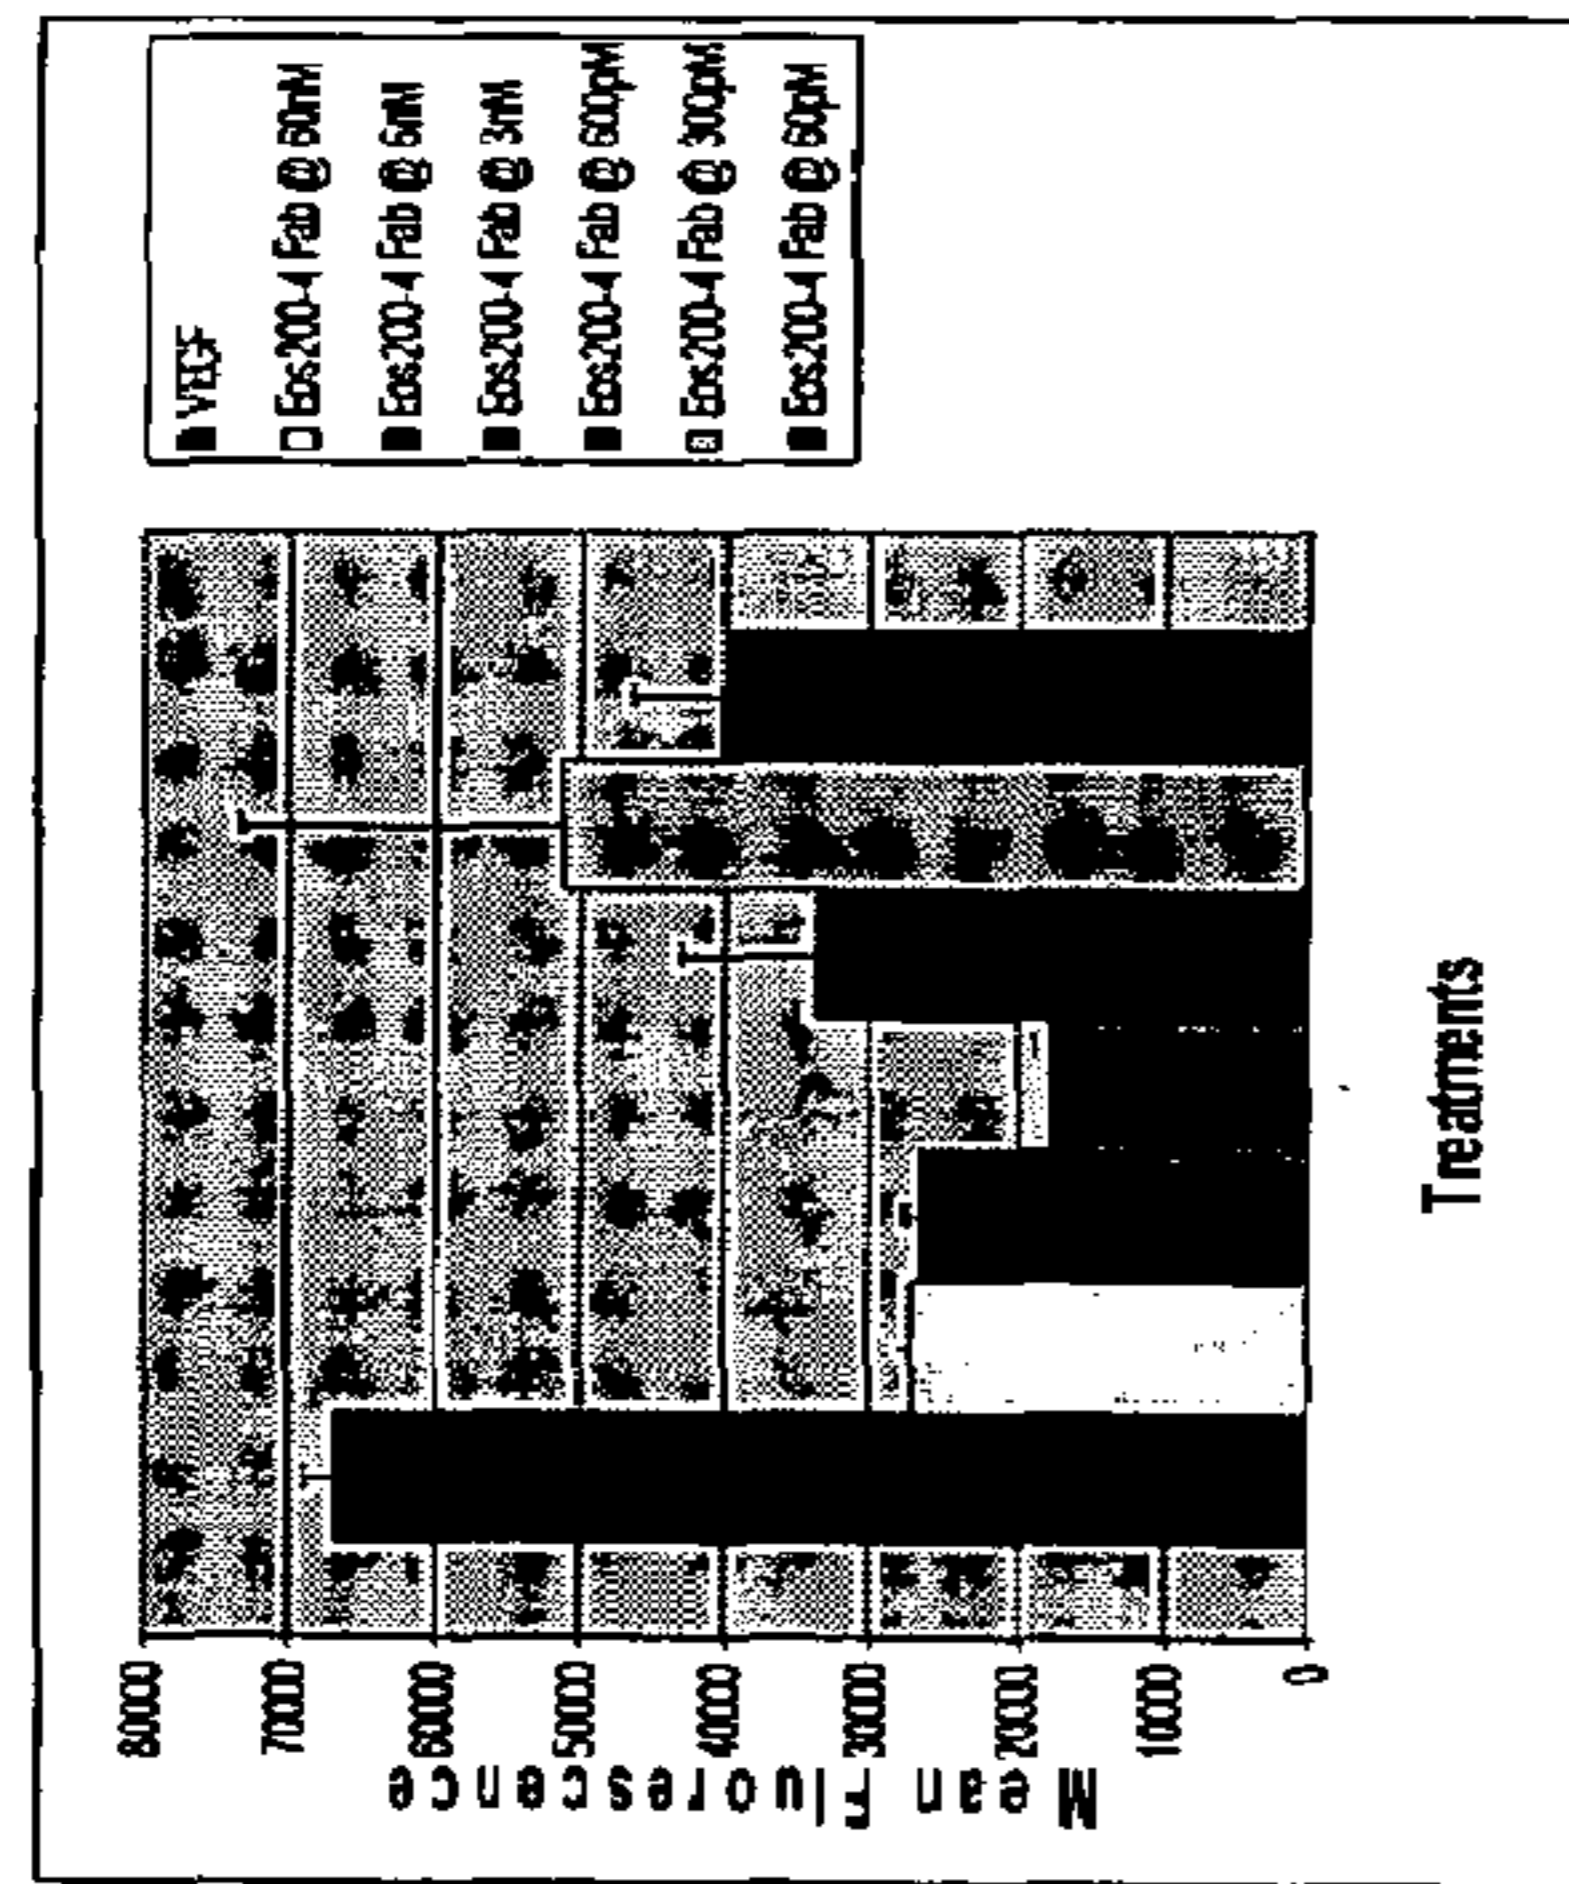 Mean Fluorescence
80000
70000
60000
50000
40000
30000
20000
10000
0
Treatments
VEGF
Eos200-4 Fab @ 60nM
Eos200-4 Fab @ 6nM
Eos200-4 Fab @ 3nM
Eos200-4 Fab @ 600pM
Eos200-4 Fab @ 300pM
Eos200-4 Fab @ 60pM